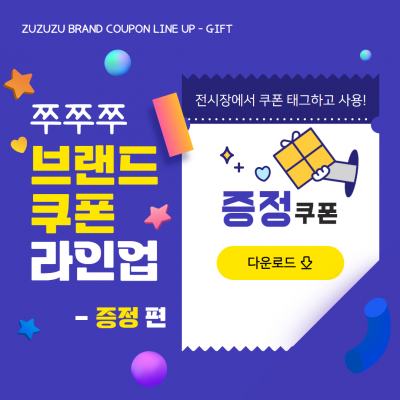 ZUZUZU BRAND COUPON LINE UP - GIFT
쭈쭈쭈
브랜드
쿠폰
라인업
- 증정 편
전시장에서 쿠폰 태그하고 사용!
증정쿠폰
다운로드